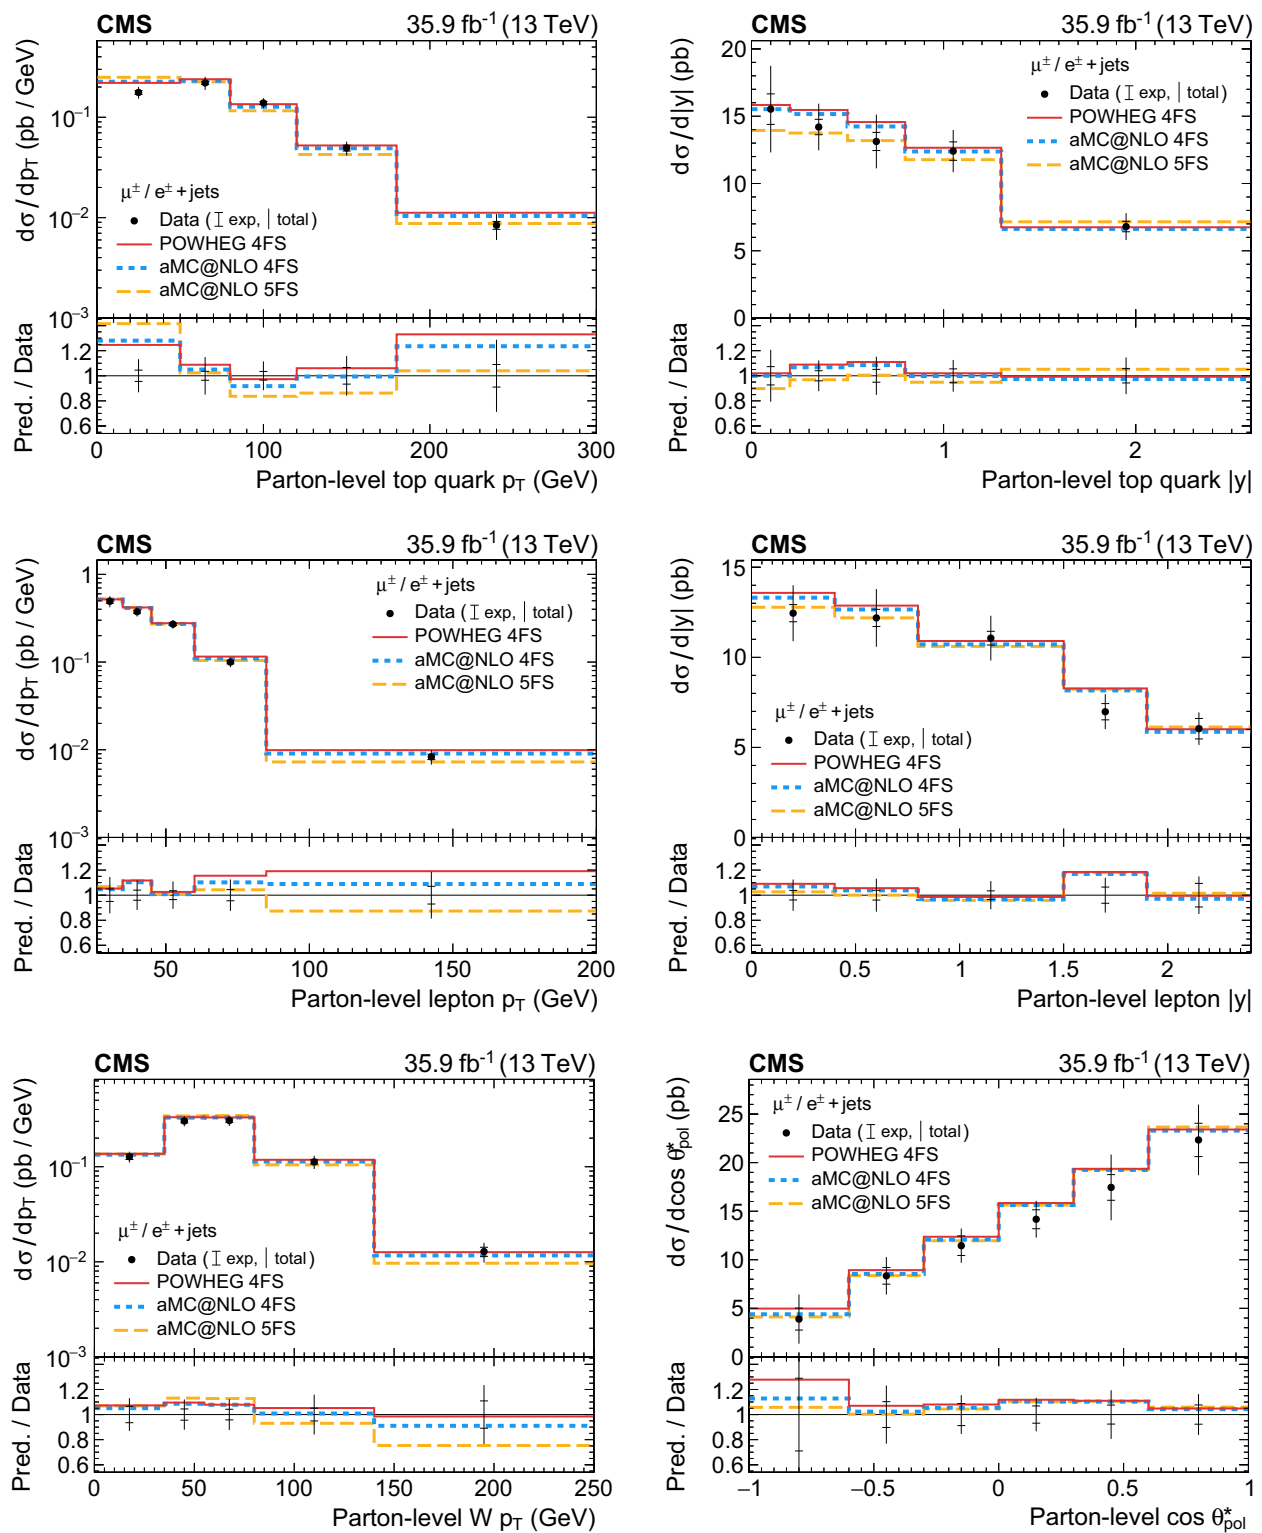 CMS 35.9 fb⁻¹ (13 TeV)
dσ/dp_T (pb / GeV)
10⁻¹
10⁻²
10⁻³
μ± / e± + jets
Data (⌶ exp, | total)
POWHEG 4FS
aMC@NLO 4FS
aMC@NLO 5FS
Pred. / Data
1.2
1
0.8
0.6
0 100 200 300
Parton-level top quark p_T (GeV)
CMS 35.9 fb⁻¹ (13 TeV)
dσ/d|y| (pb)
20
15
10
5
0
μ± / e± + jets
Data (⌶ exp, | total)
POWHEG 4FS
aMC@NLO 4FS
aMC@NLO 5FS
Pred. / Data
1.2
1
0.8
0.6
0 1 2
Parton-level top quark |y|
CMS 35.9 fb⁻¹ (13 TeV)
dσ/dp_T (pb / GeV)
1
10⁻¹
10⁻²
10⁻³
μ± / e± + jets
Data (⌶ exp, | total)
POWHEG 4FS
aMC@NLO 4FS
aMC@NLO 5FS
Pred. / Data
1.2
1
0.8
0.6
50 100 150 200
Parton-level lepton p_T (GeV)
CMS 35.9 fb⁻¹ (13 TeV)
dσ/d|y| (pb)
15
10
5
0
μ± / e± + jets
Data (⌶ exp, | total)
POWHEG 4FS
aMC@NLO 4FS
aMC@NLO 5FS
Pred. / Data
1.2
1
0.8
0.6
0 0.5 1 1.5 2
Parton-level lepton |y|
CMS 35.9 fb⁻¹ (13 TeV)
dσ/dp_T (pb / GeV)
10⁻¹
10⁻²
10⁻³
μ± / e± + jets
Data (⌶ exp, | total)
POWHEG 4FS
aMC@NLO 4FS
aMC@NLO 5FS
Pred. / Data
1.2
1
0.8
0.6
0 50 100 150 200 250
Parton-level W p_T (GeV)
CMS 35.9 fb⁻¹ (13 TeV)
dσ/dcos θ*_pol (pb)
25
20
15
10
5
0
μ± / e± + jets
Data (⌶ exp, | total)
POWHEG 4FS
aMC@NLO 4FS
aMC@NLO 5FS
Pred. / Data
1.2
1
0.8
0.6
−1 −0.5 0 0.5 1
Parton-level cos θ*_pol